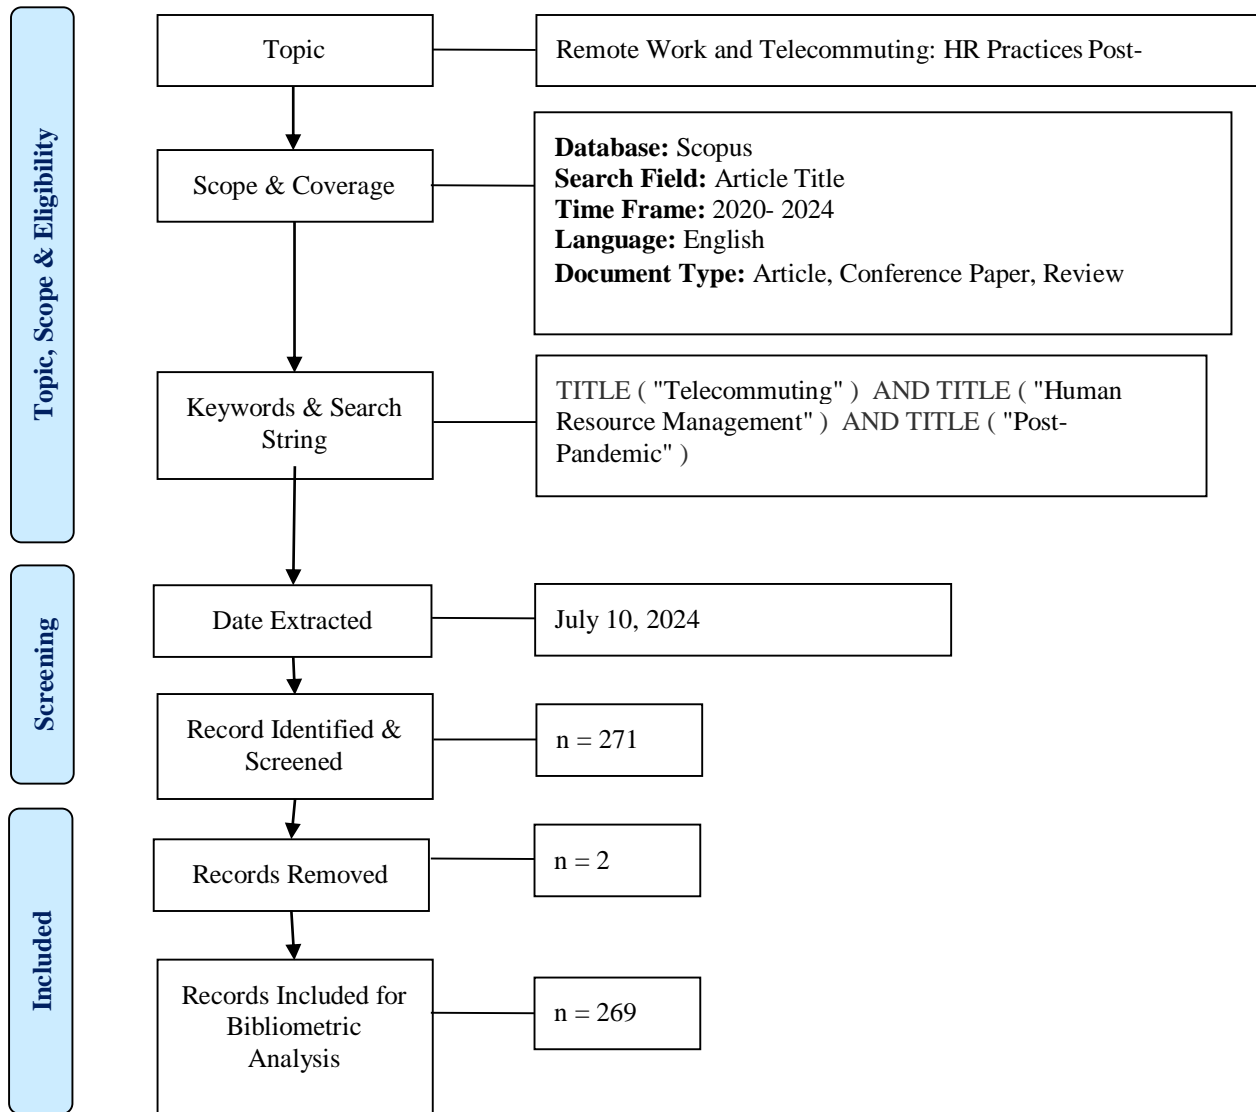 Topic, Scope & Eligibility
Topic
Remote Work and Telecommuting: HR Practices Post-
Scope & Coverage
Database: Scopus
Search Field: Article Title
Time Frame: 2020- 2024
Language: English
Document Type: Article, Conference Paper, Review
Keywords & Search
String
TITLE ( "Telecommuting" ) AND TITLE ( "Human
Resource Management" ) AND TITLE ( "Post-
Pandemic" )
Screening
Date Extracted
July 10, 2024
Record Identified &
Screened
n = 271
Included
Records Removed
n = 2
Records Included for
Bibliometric
Analysis
n = 269